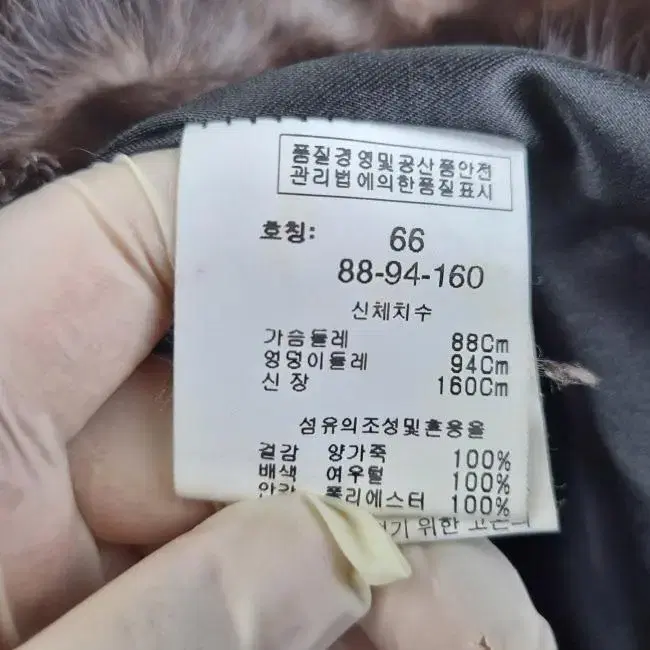 품질경영및공산품안전
관리법에의한품질표시
호칭: 66
88-94-160
신체치수
가슴둘레 88Cm
엉덩이둘레 94Cm
신 장 160Cm
섬유의조성및혼용율
겉감 양가죽 100%
배색 여우털 100%
안감 폴리에스터 100%
위한